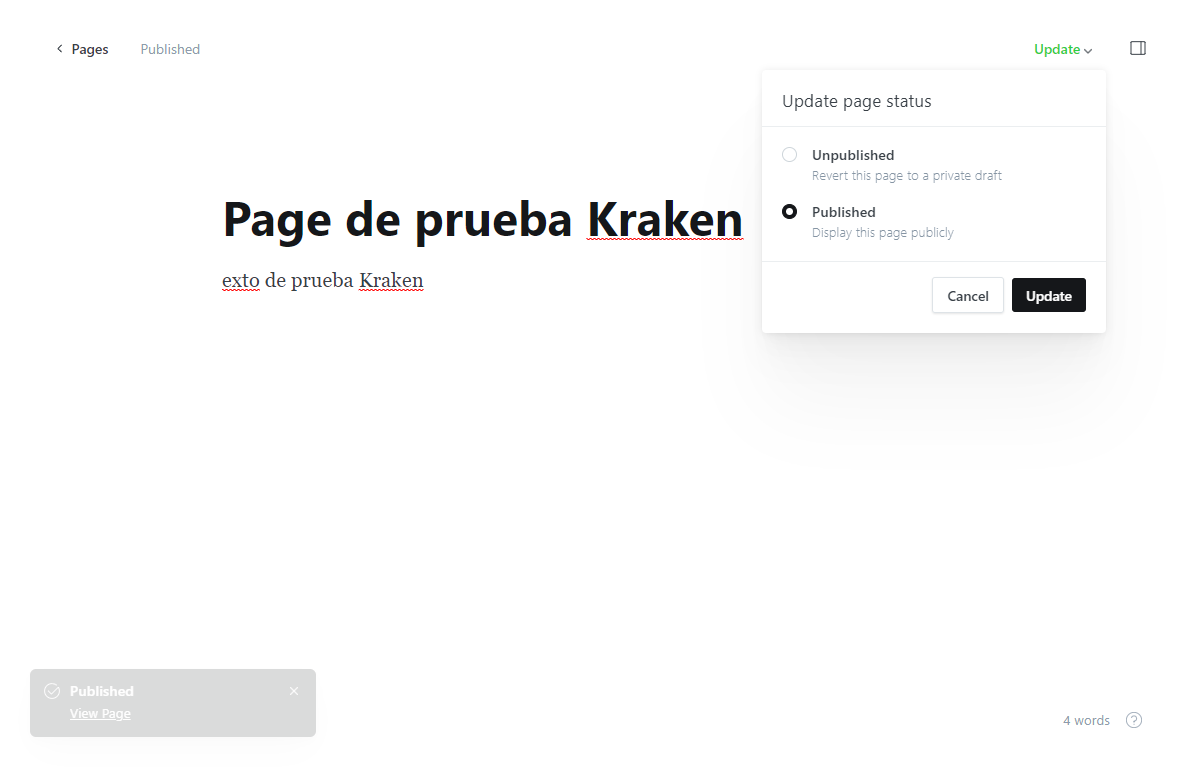 Pages
Published
Update
Update page status
Unpublished
Revert this page to a private draft
Published
Display this page publicly
Cancel
Update
Page de prueba Kraken
exto de prueba Kraken
Published
View Page
4 words
?